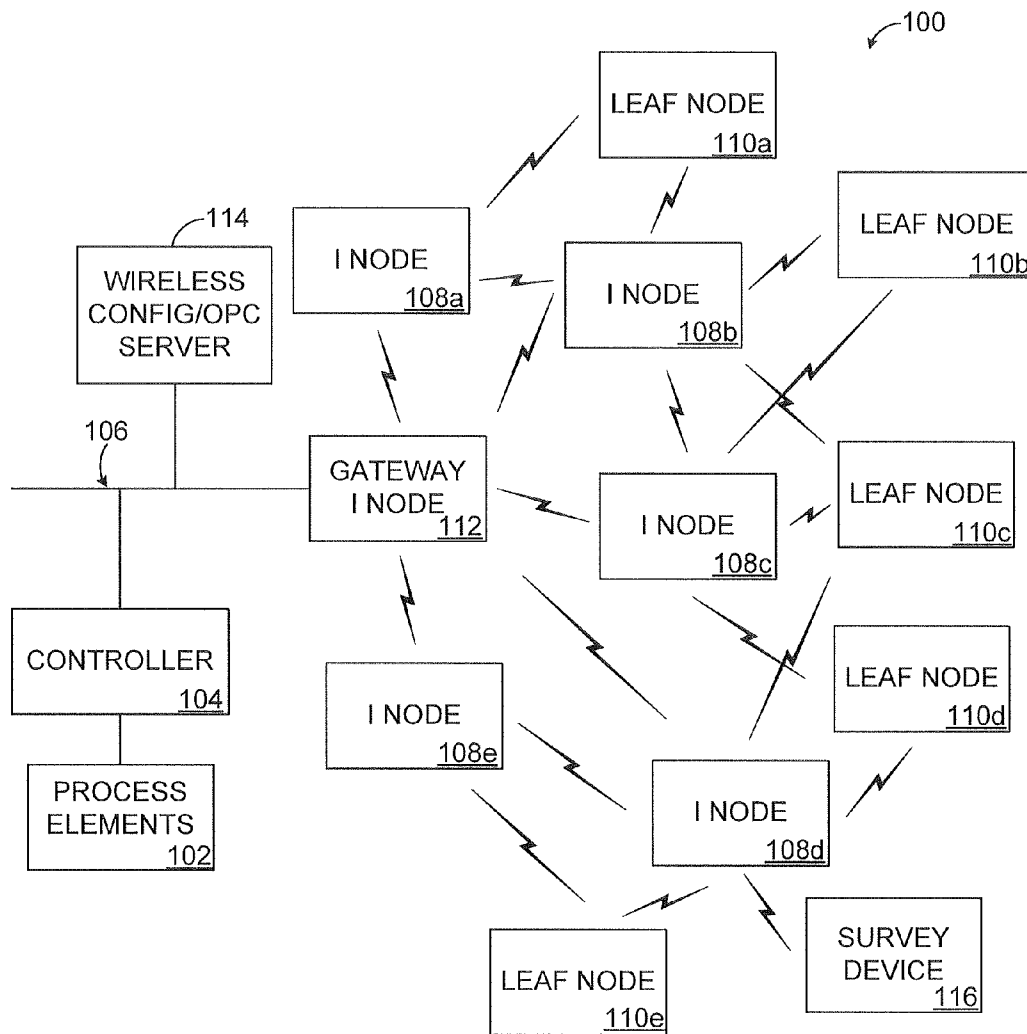 100
LEAF NODE
110a
114
I NODE
108a
LEAF NODE
110b
WIRELESS
CONFIG/OPC
SERVER
I NODE
108b
106
GATEWAY
I NODE
112
LEAF NODE
110c
I NODE
108c
CONTROLLER
104
LEAF NODE
110d
I NODE
108e
PROCESS
ELEMENTS
102
I NODE
108d
SURVEY
DEVICE
116
LEAF NODE
110e